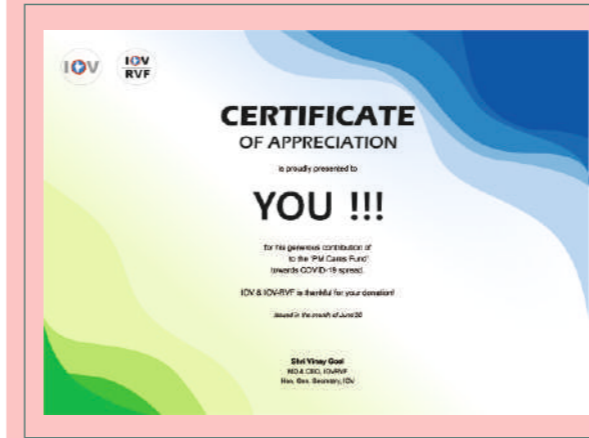 IOV
IOV
RVF
CERTIFICATE
OF APPRECIATION
is proudly presented to
YOU !!!
for his generous contribution of
to the 'PM Cares Fund'
towards COVID-19 spread.
IOV & IOV-RVF is thankful for your donation!
issued in the month of June'20
Shri Vinay Goel
MD & CEO, IOVRVF
Hon. Gen. Secretary, IOV